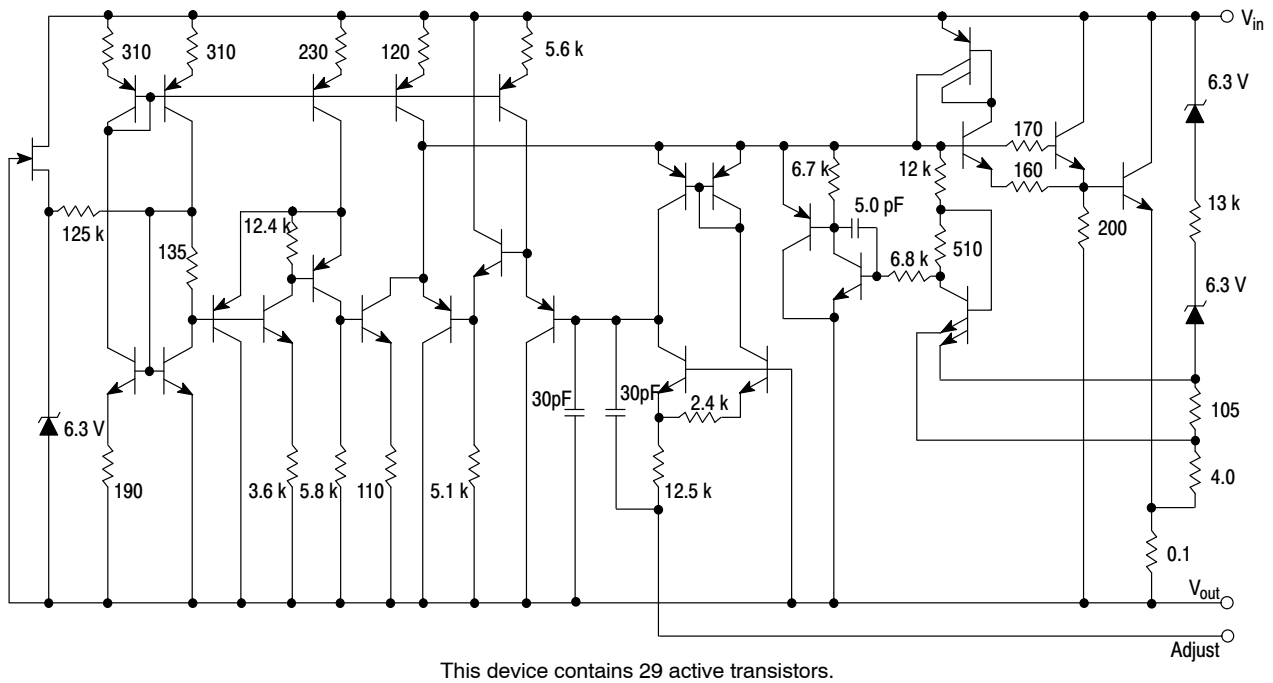 310
310
230
120
5.6 k
Vin
6.3 V
170
160
6.7 k
12 k
5.0 pF
13 k
200
125 k
135
12.4 k
6.8 k
510
6.3 V
30pF
30pF
2.4 k
105
6.3 V
190
3.6 k
5.8 k
110
5.1 k
12.5 k
4.0
0.1
Vout
Adjust
This device contains 29 active transistors.